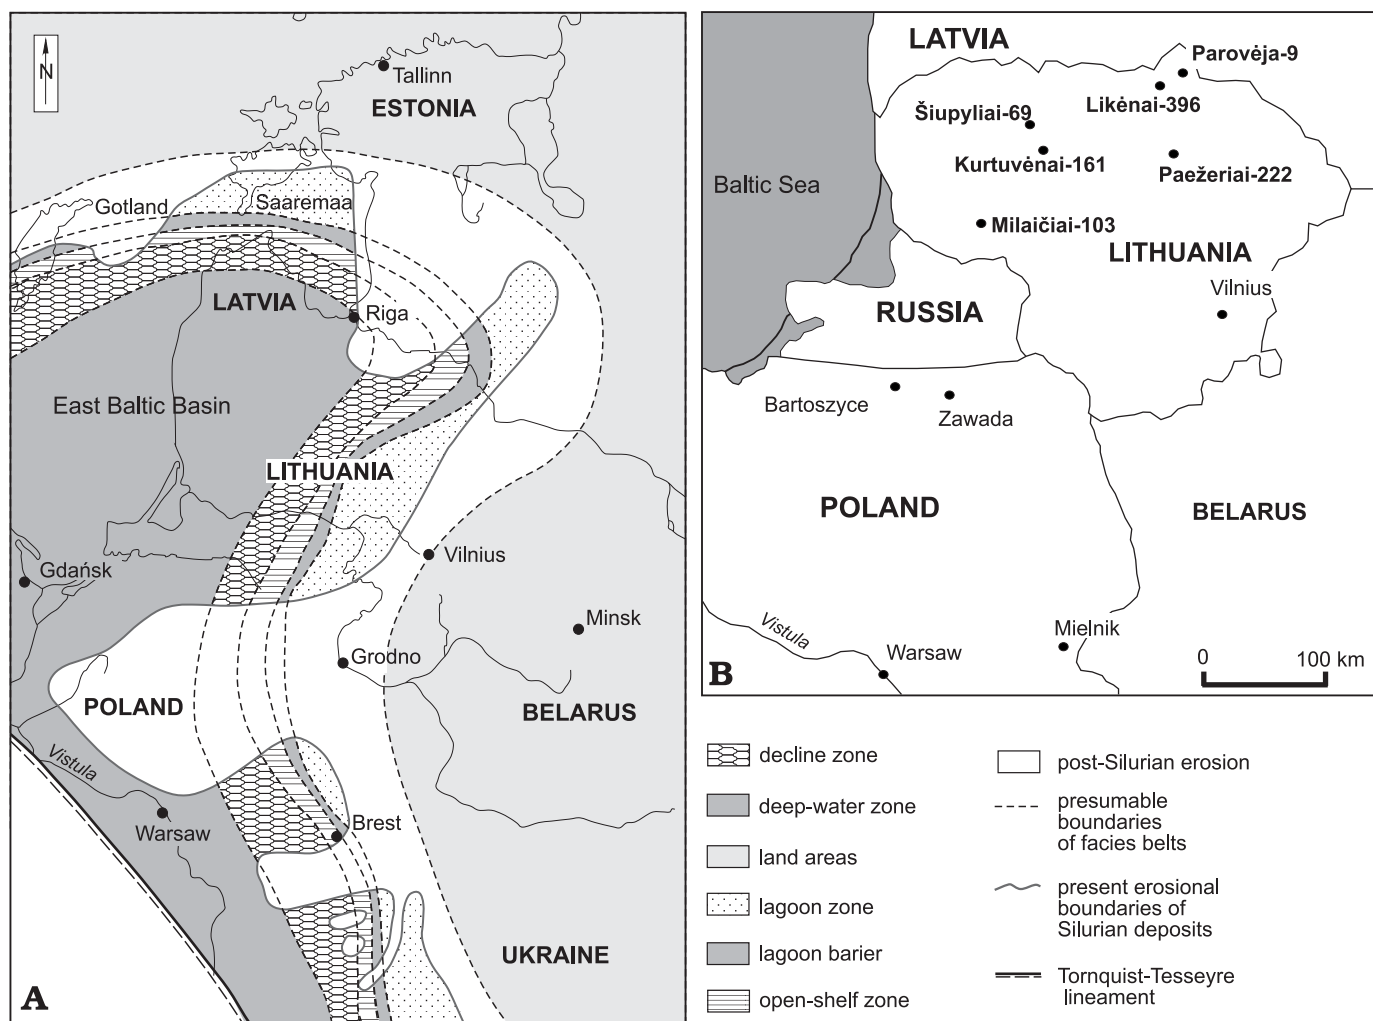 N
Tallinn
ESTONIA
Gotland
Saaremaa
LATVIA
Riga
East Baltic Basin
LITHUANIA
Vilnius
Gdańsk
Minsk
Grodno
POLAND
BELARUS
Vistula
Warsaw
Brest
UKRAINE
A
LATVIA
Parovėja-9
Likėnai-396
Šiupyliai-69
Kurtuvėnai-161
Paežeriai-222
Baltic Sea
Milaičiai-103
LITHUANIA
Vilnius
RUSSIA
Bartoszyce
Zawada
POLAND
BELARUS
Vistula
Mielnik
Warsaw
0 100 km
B
decline zone
deep-water zone
land areas
lagoon zone
lagoon barier
open-shelf zone
post-Silurian erosion
presumable
boundaries
of facies belts
present erosional
boundaries of
Silurian deposits
Tornquist-Tesseyre
lineament